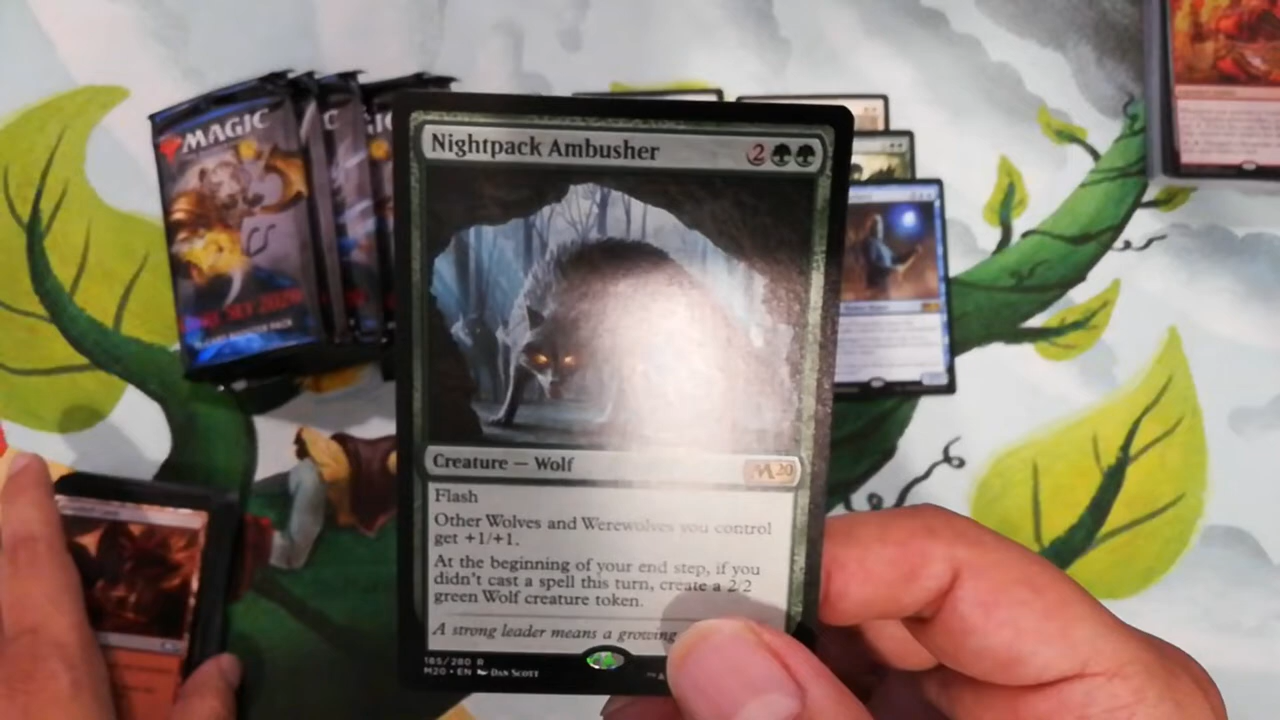 MAGIC
Nightpack Ambusher 2
Creature — Wolf
M20
Flash
Other Wolves and Werewolves you control
get +1/+1.
At the beginning of your end step, if you
didn't cast a spell this turn, create a 2/2
green Wolf creature token.
A strong leader means a growing
185/280 R
M20 • EN DAN SCOTT